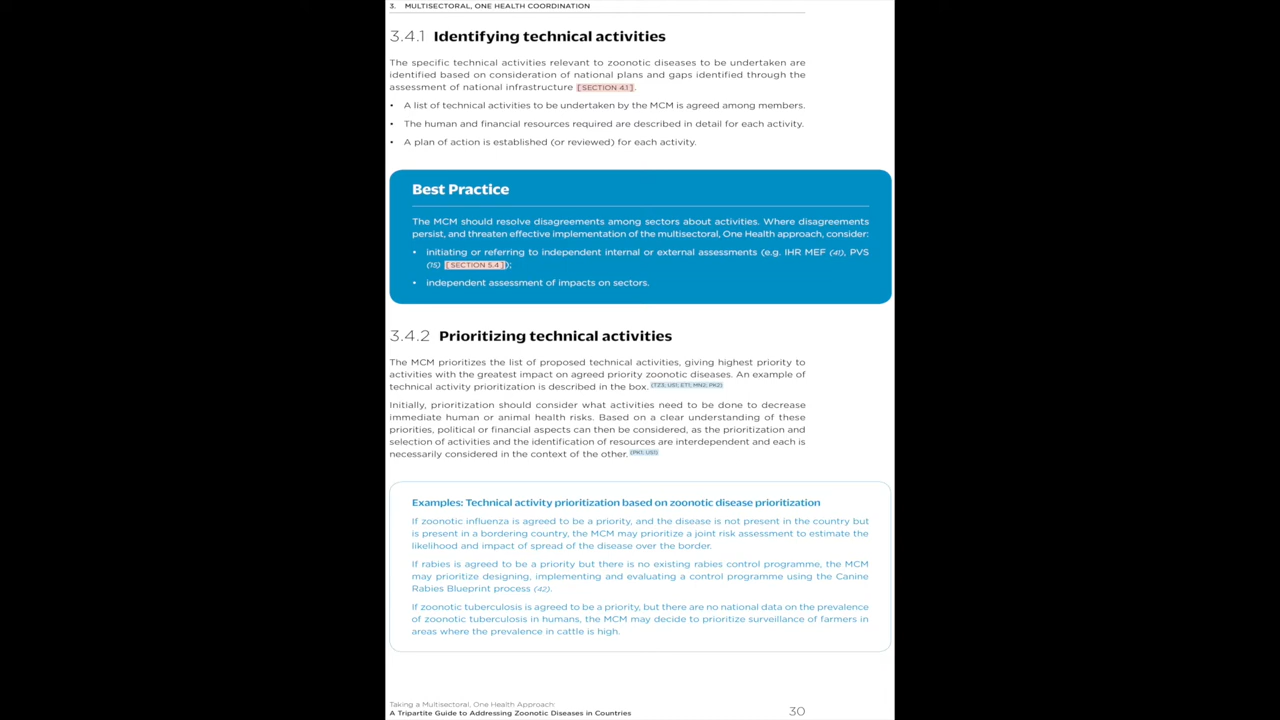 3. MULTISECTORAL, ONE HEALTH COORDINATION
3.4.1 Identifying technical activities
The specific technical activities relevant to zoonotic diseases to be undertaken are
identified based on consideration of national plans and gaps identified through the
assessment of national infrastructure [SECTION 4.1].
• A list of technical activities to be undertaken by the MCM is agreed among members.
• The human and financial resources required are described in detail for each activity.
• A plan of action is established (or reviewed) for each activity.
Best Practice
The MCM should resolve disagreements among sectors about activities. Where disagreements
persist, and threaten effective implementation of the multisectoral, One Health approach, consider:
• initiating or referring to independent internal or external assessments (e.g. IHR MEF (41), PVS
(15) [SECTION 5.4]);
• independent assessment of impacts on sectors.
3.4.2 Prioritizing technical activities
The MCM prioritizes the list of proposed technical activities, giving highest priority to
activities with the greatest impact on agreed priority zoonotic diseases. An example of
technical activity prioritization is described in the box. (TZ3; US1; ET1; MN2; PK2)
Initially, prioritization should consider what activities need to be done to decrease
immediate human or animal health risks. Based on a clear understanding of these
priorities, political or financial aspects can then be considered, as the prioritization and
selection of activities and the identification of resources are interdependent and each is
necessarily considered in the context of the other. (PK1; US1)
Examples: Technical activity prioritization based on zoonotic disease prioritization
If zoonotic influenza is agreed to be a priority, and the disease is not present in the country but
is present in a bordering country, the MCM may prioritize a joint risk assessment to estimate the
likelihood and impact of spread of the disease over the border.
If rabies is agreed to be a priority but there is no existing rabies control programme, the MCM
may prioritize designing, implementing and evaluating a control programme using the Canine
Rabies Blueprint process (42).
If zoonotic tuberculosis is agreed to be a priority, but there are no national data on the prevalence
of zoonotic tuberculosis in humans, the MCM may decide to prioritize surveillance of farmers in
areas where the prevalence in cattle is high.
Taking a Multisectoral, One Health Approach:
A Tripartite Guide to Addressing Zoonotic Diseases in Countries
30